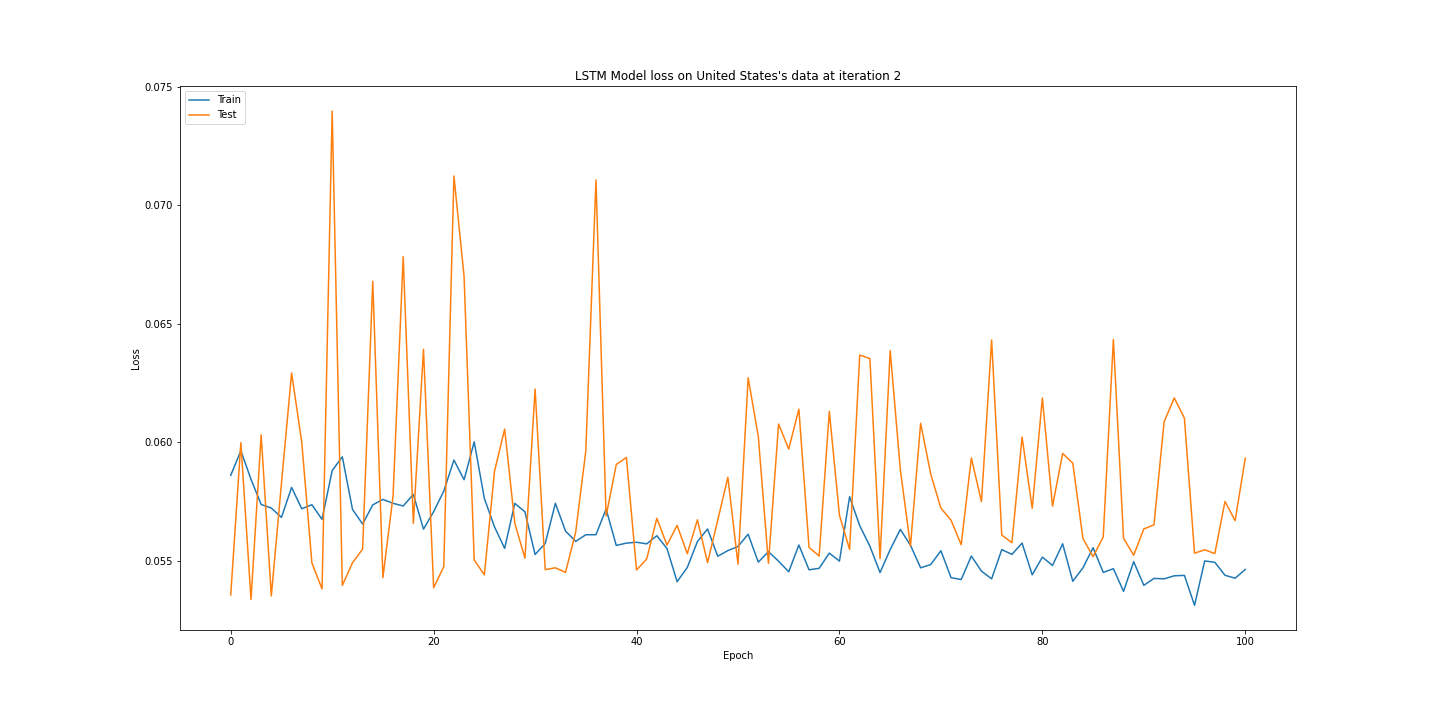 LSTM Model loss on United States's data at iteration 2
Train
Test
0.075
0.070
0.065
0.060
0.055
Loss
0 20 40 60 80 100
Epoch